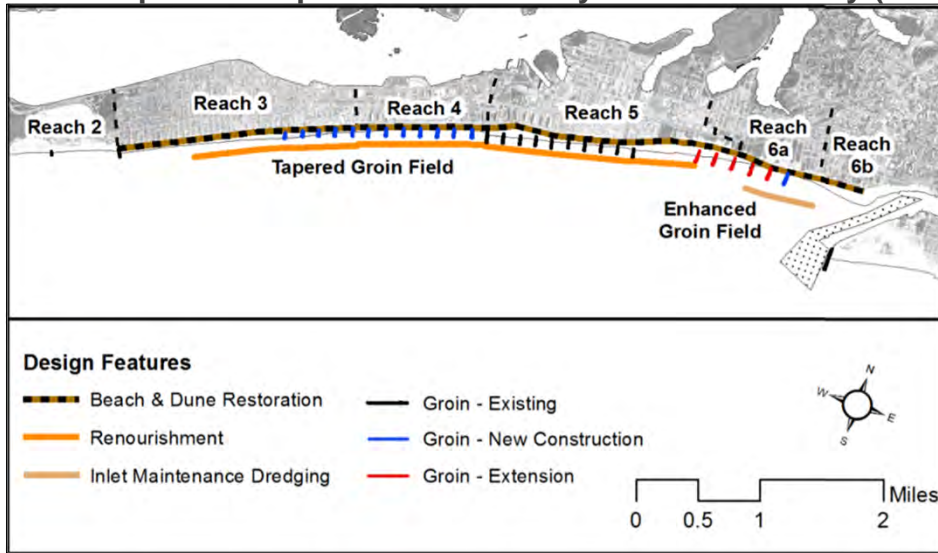 Reach 2
Reach 3
Reach 4
Reach 5
Reach
6a
Reach
6b
Tapered Groin Field
Enhanced
Groin Field
Design Features
Beach & Dune Restoration
Renourishment
Inlet Maintenance Dredging
Groin - Existing
Groin - New Construction
Groin - Extension
N
W
E
S
Miles
0 0.5 1 2